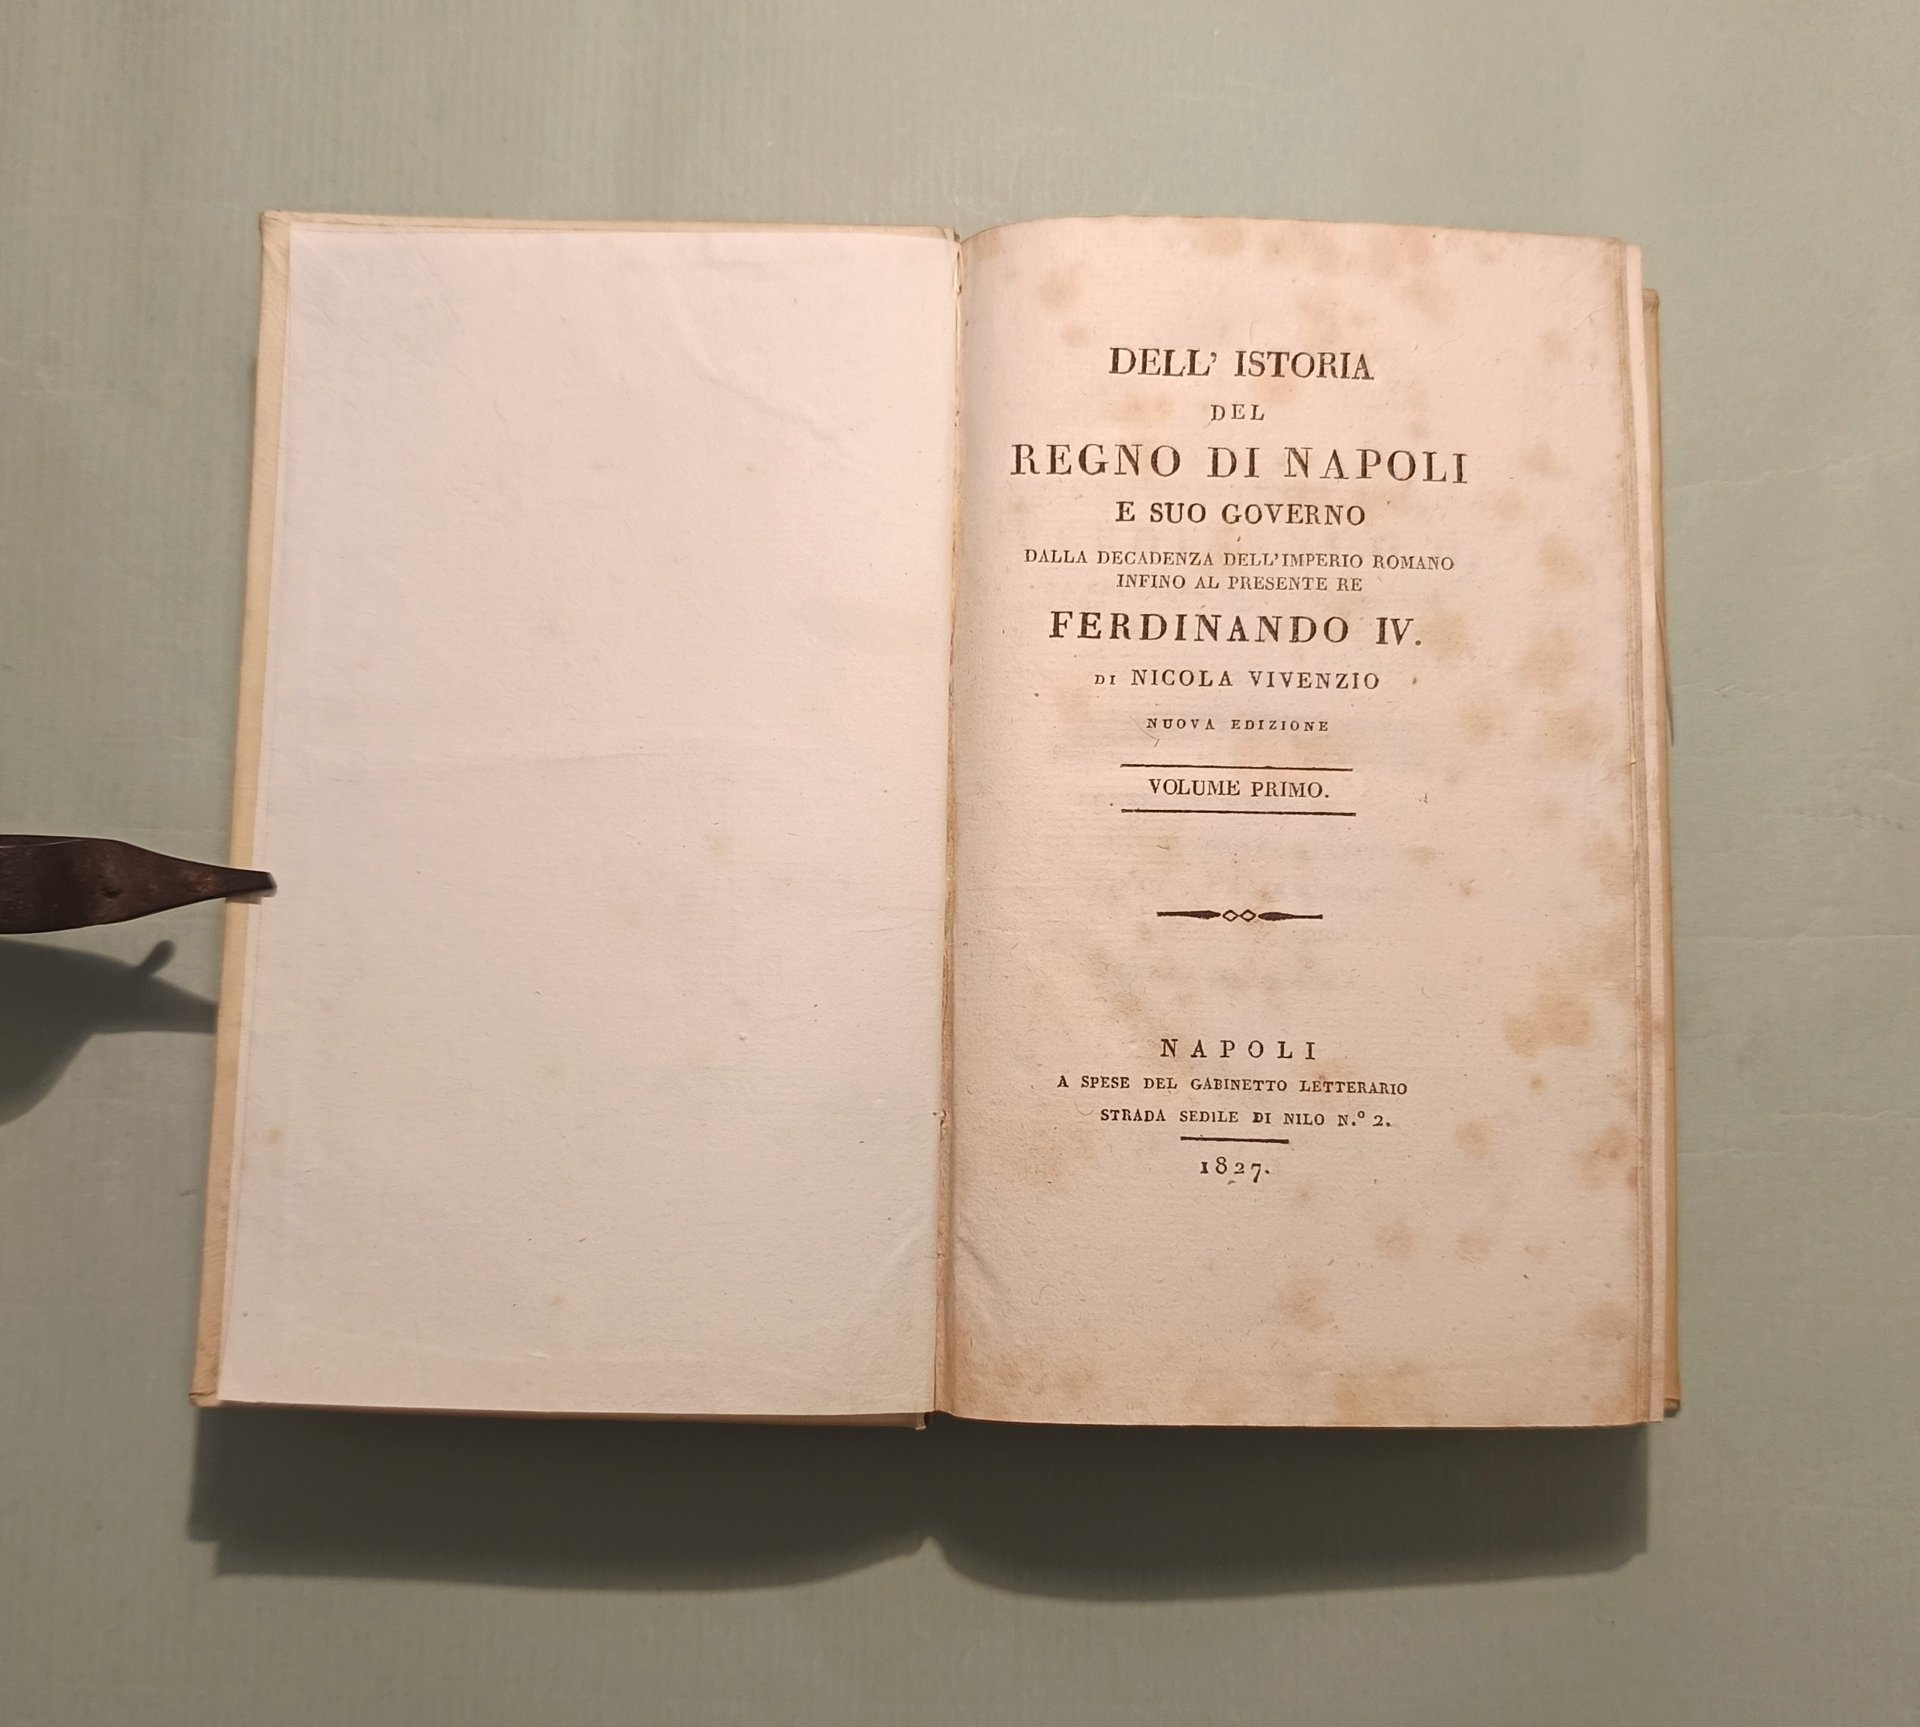 DELL' ISTORIA
DEL
REGNO DI NAPOLI
E SUO GOVERNO
DALLA DECADENZA DELL'IMPERIO ROMANO
INFINO AL PRESENTE RE
FERDINANDO IV.
DI NICOLA VIVENZIO
NUOVA EDIZIONE
VOLUME PRIMO.
NAPOLI
A SPESE DEL GABINETTO LETTERARIO
STRADA SEDILE DI NILO N.º 2.
1827.